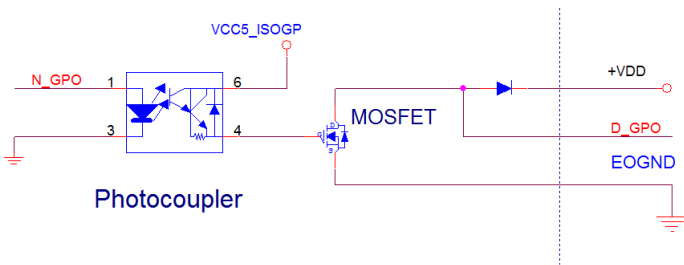 VCC5_ISOGP
N_GPO
1
6
+VDD
D
MOSFET
G
3
4
D_GPO
S
EOGND
Photocoupler